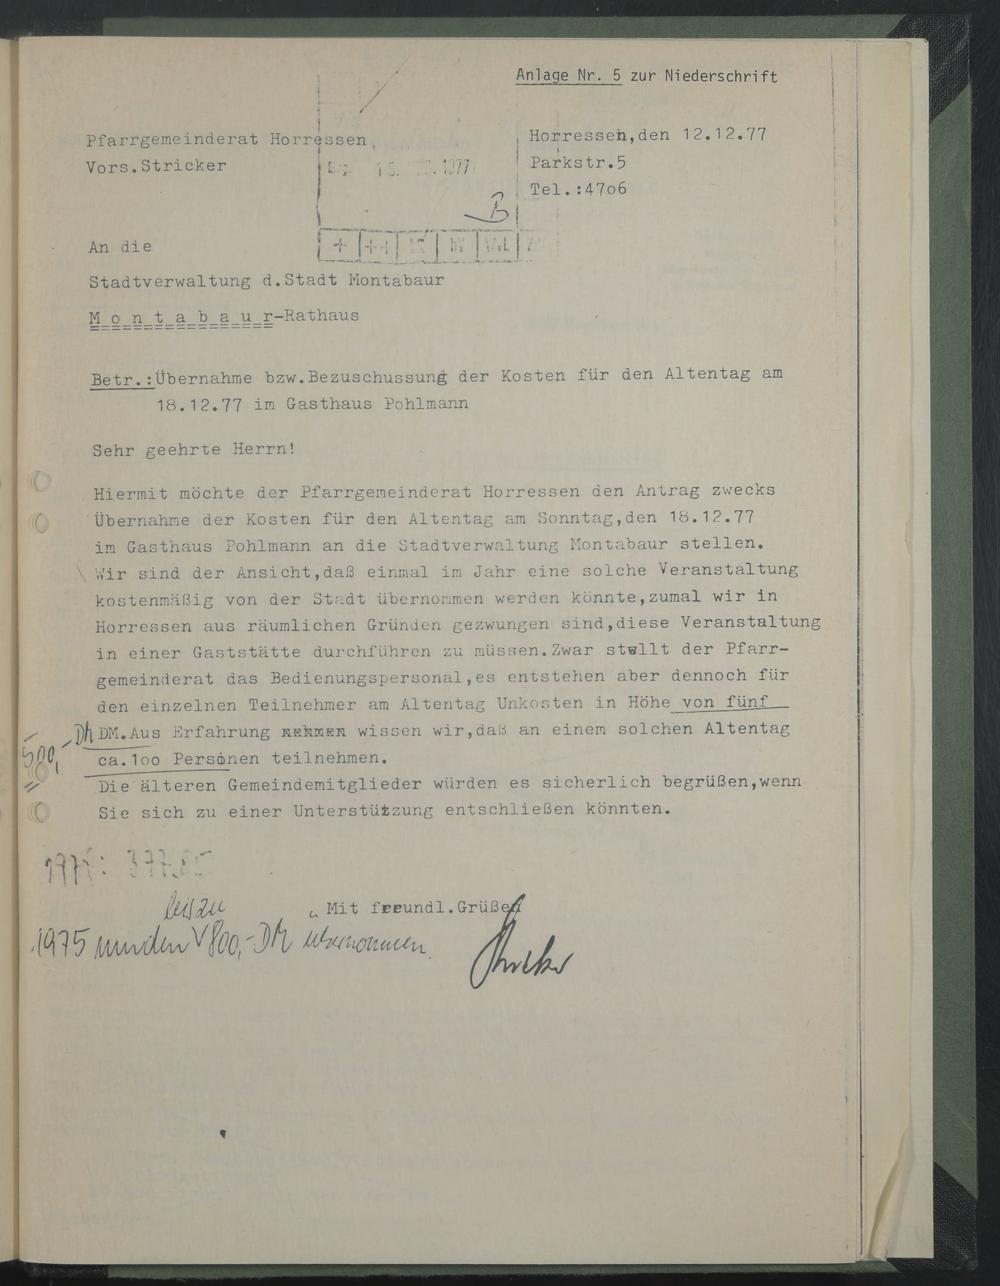 Anlage Nr. 5 zur Niederschrift
Pfarrgemeinderat Horressen
Vors.Stricker
Horressen,den 12.12.77
Parkstr.5
Tel.:47o6
1977
An die
Stadtverwaltung d.Stadt Montabaur
M o n t a b a u r-Rathaus
Betr.:Übernahme bzw.Bezuschussung der Kosten für den Altentag am
18.12.77 im Gasthaus Pohlmann
Sehr geehrte Herrn!
Hiermit möchte der Pfarrgemeinderat Horressen den Antrag zwecks
Übernahme der Kosten für den Altentag am Sonntag,den 18.12.77
im Gasthaus Pohlmann an die Stadtverwaltung Montabaur stellen.
Wir sind der Ansicht,daß einmal im Jahr eine solche Veranstaltung
kostenmäßig von der Stadt übernommen werden könnte,zumal wir in
Horressen aus räumlichen Gründen gezwungen sind,diese Veranstaltung
in einer Gaststätte durchführen zu müssen.Zwar stellt der Pfarr-
gemeinderat das Bedienungspersonal,es entstehen aber dennoch für
den einzelnen Teilnehmer am Altentag Unkosten in Höhe von fünf
DM.Aus Erfahrung wissen wir,daß an einem solchen Altentag
500,- DM
ca.1oo Personen teilnehmen.
Die älteren Gemeindemitglieder würden es sicherlich begrüßen,wenn
Sie sich zu einer Unterstützung entschließen könnten.
Mit freundl.Grüßen
bis zu
1975 wurden 800,- DM übernommen.
Stricker